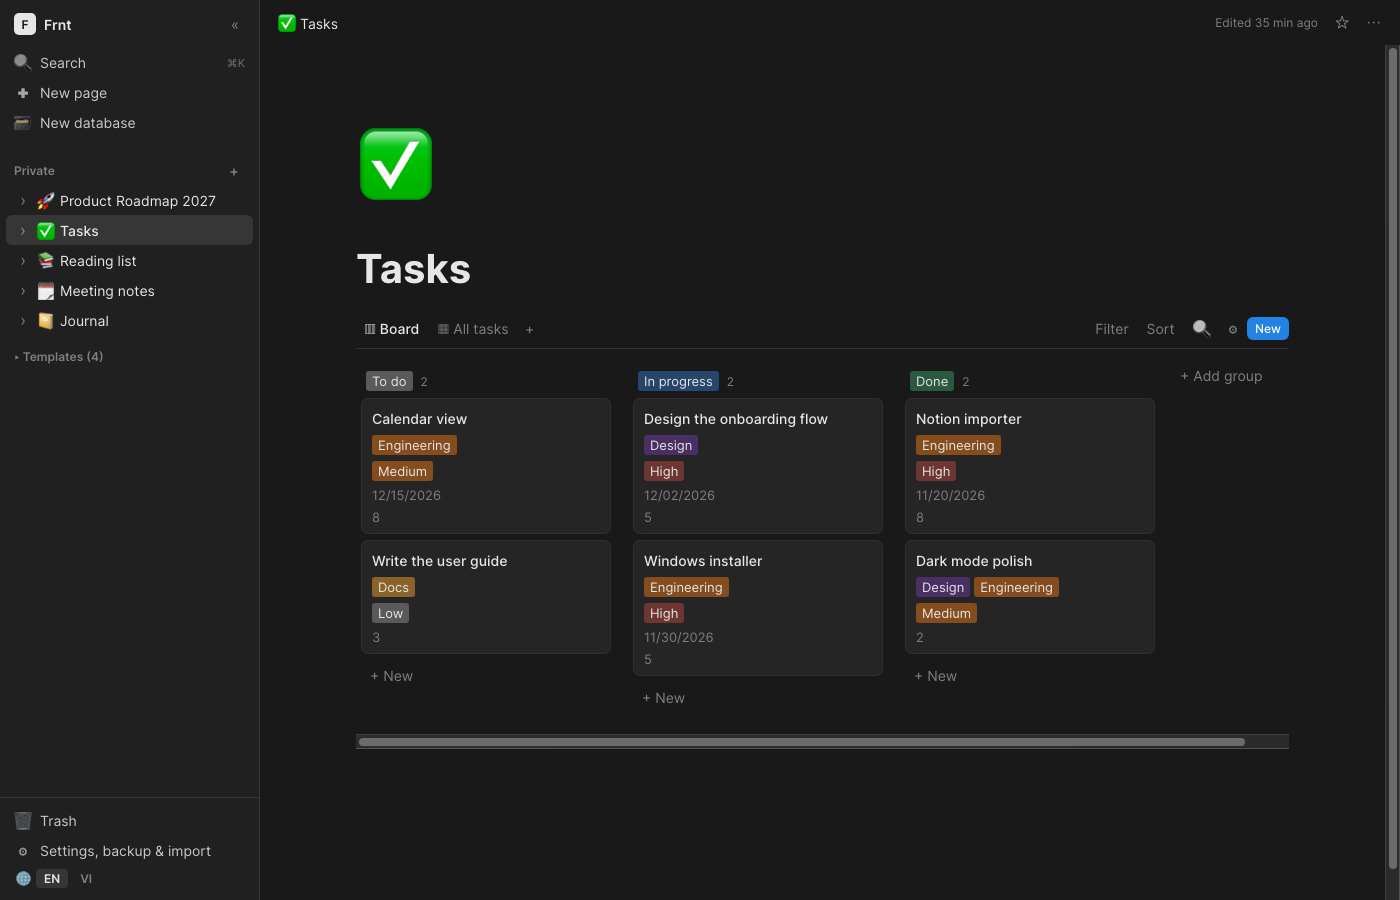 F Frnt «
Search ⌘K
New page
New database
Private +
Product Roadmap 2027
Tasks
Reading list
Meeting notes
Journal
Templates (4)
Trash
Settings, backup & import
EN VI
Tasks
Edited 35 min ago
Tasks
Board All tasks +
Filter Sort New
To do 2
Calendar view
Engineering
Medium
12/15/2026
8
Write the user guide
Docs
Low
3
+ New
In progress 2
Design the onboarding flow
Design
High
12/02/2026
5
Windows installer
Engineering
High
11/30/2026
5
+ New
Done 2
Notion importer
Engineering
High
11/20/2026
8
Dark mode polish
Design Engineering
Medium
2
+ New
+ Add group